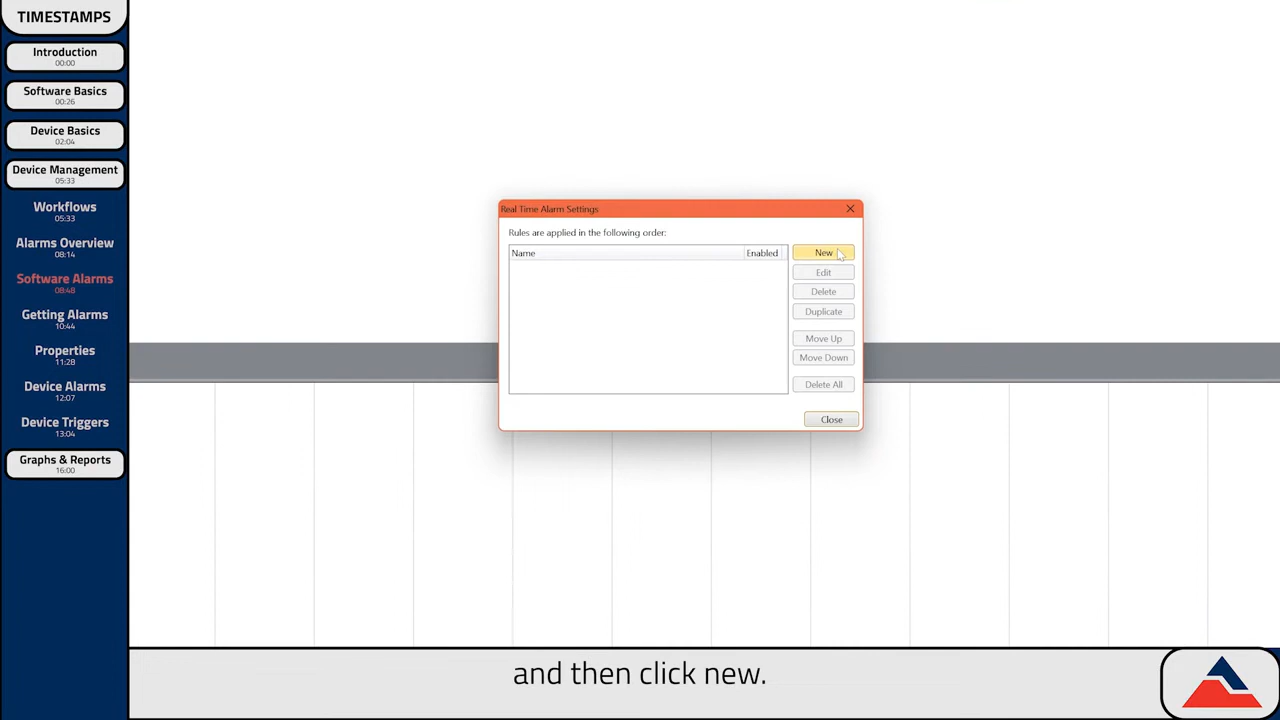 TIMESTAMPS
Introduction
00:00
Software Basics
00:26
Device Basics
02:04
Device Management
05:33
Workflows
05:33
Alarms Overview
08:14
Software Alarms
08:48
Getting Alarms
10:44
Properties
11:28
Device Alarms
12:07
Device Triggers
13:04
Graphs & Reports
16:00
Real Time Alarm Settings
Rules are applied in the following order:
Name Enabled
New
Edit
Delete
Duplicate
Move Up
Move Down
Delete All
Close
and then click new.